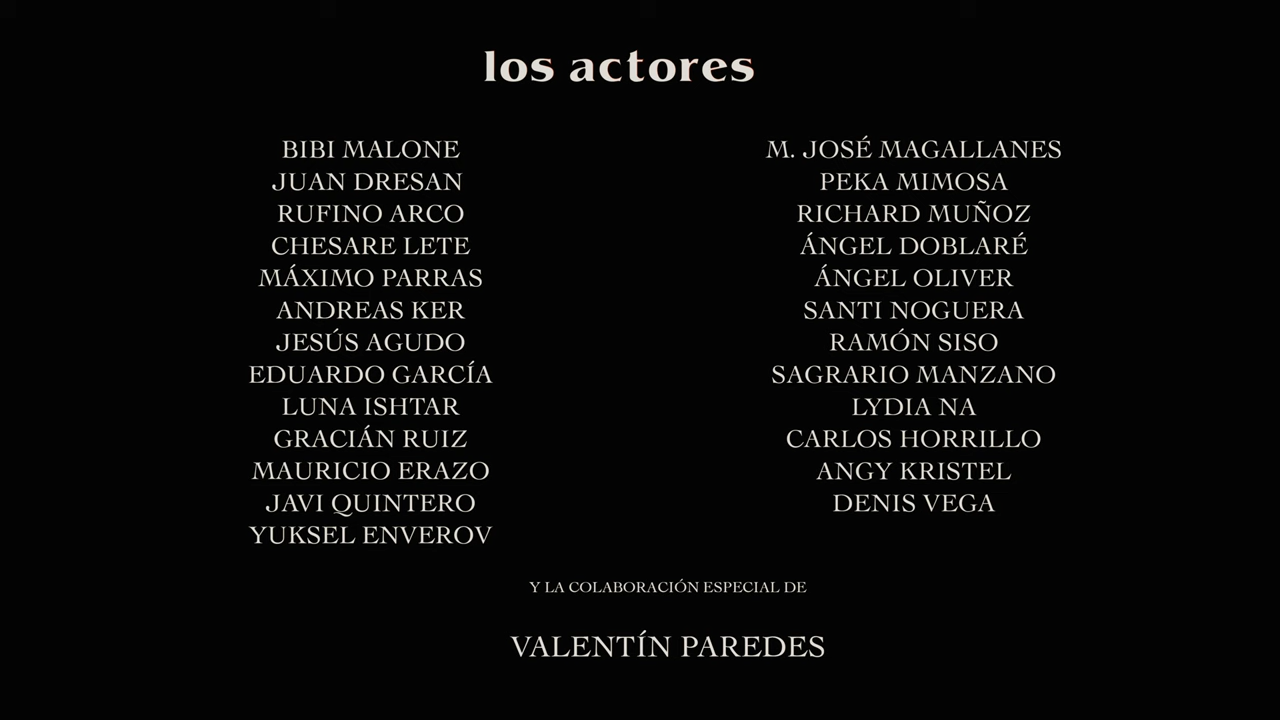 los actores
BIBI MALONE
JUAN DRESAN
RUFINO ARCO
CHESARE LETE
MÁXIMO PARRAS
ANDREAS KER
JESÚS AGUDO
EDUARDO GARCÍA
LUNA ISHTAR
GRACIÁN RUIZ
MAURICIO ERAZO
JAVI QUINTERO
YUKSEL ENVEROV
M. JOSÉ MAGALLANES
PEKA MIMOSA
RICHARD MUÑOZ
ÁNGEL DOBLARÉ
ÁNGEL OLIVER
SANTI NOGUERA
RAMÓN SISO
SAGRARIO MANZANO
LYDIA NA
CARLOS HORRILLO
ANGY KRISTEL
DENIS VEGA
Y LA COLABORACIÓN ESPECIAL DE
VALENTÍN PAREDES